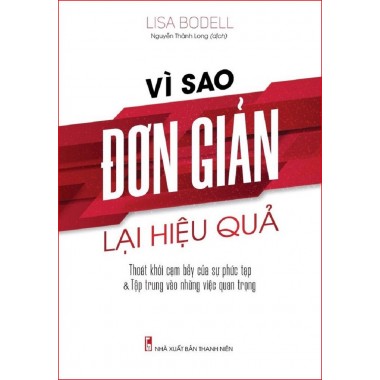 LISA BODELL
Nguyễn Thành Long (dịch)
VÌ SAO
ĐƠN GIẢN
LẠI HIỆU QUẢ
Thoát khỏi cạm bẫy của sự phức tạp
& Tập trung vào những việc quan trọng
NHÀ XUẤT BẢN THANH NIÊN